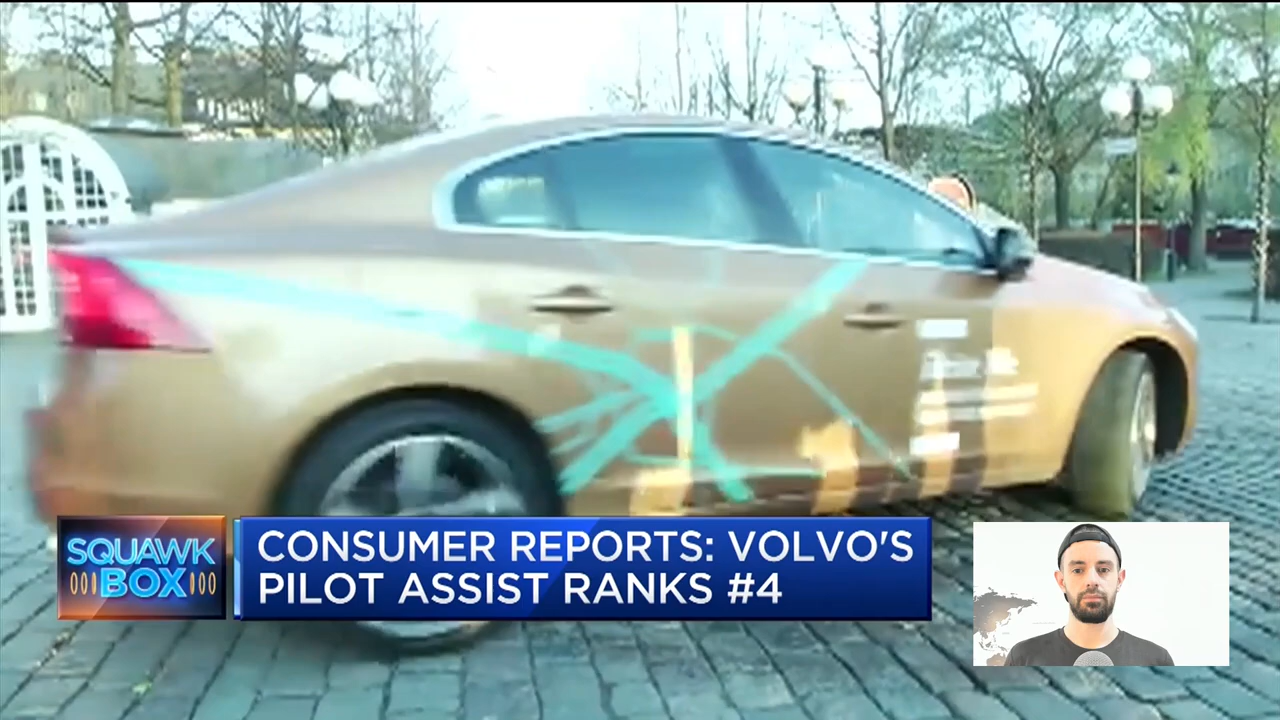 SQUAWK
BOX
CONSUMER REPORTS: VOLVO'S
PILOT ASSIST RANKS #4